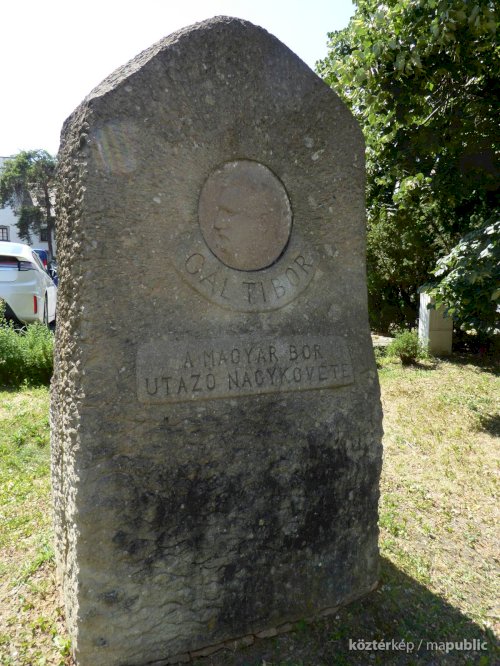 GÁL TIBOR
A MAGYAR BOR
UTAZÓ NAGYKÖVETE
köztérkép / mapublic